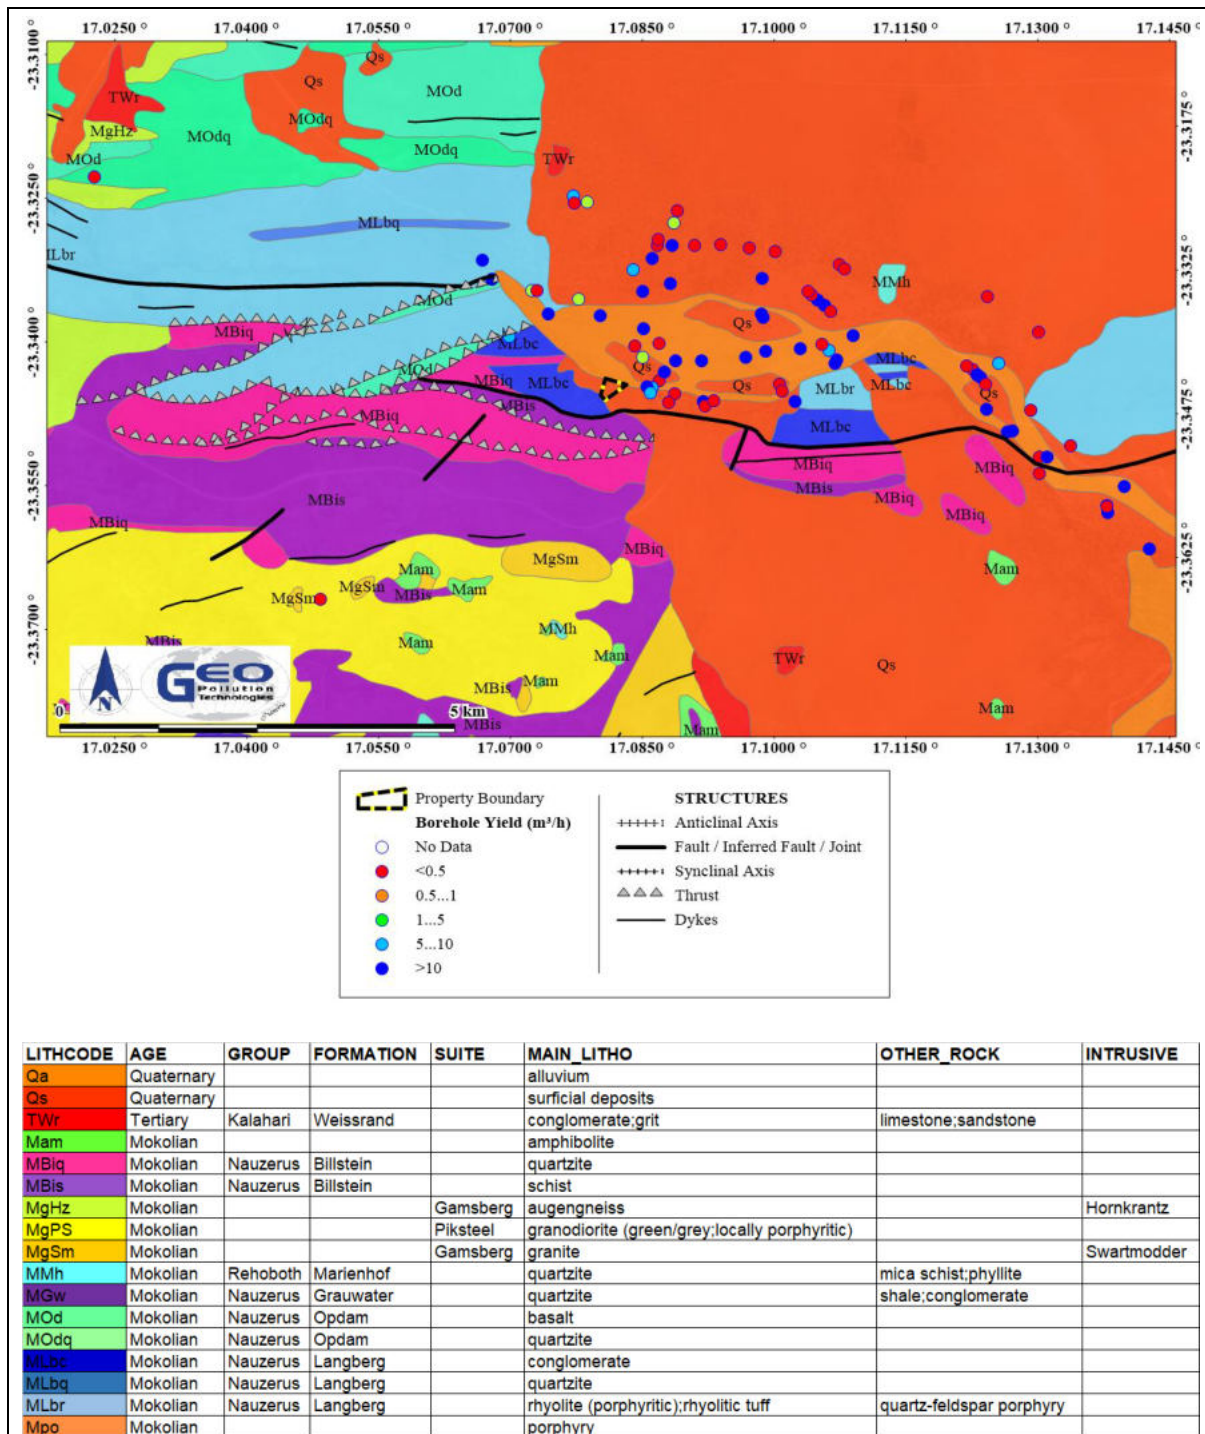 17.0250 ° 17.0400 ° 17.0550 ° 17.0700 ° 17.0850 ° 17.1000 ° 17.1150 ° 17.1300 ° 17.1450 °
-23.3100 °
-23.3250 °
-23.3400 °
-23.3550 °
-23.3700 °
-23.3175 °
-23.3325 °
-23.3475 °
-23.3625 °
Qs
Qs
MOd
TWr
MOdq
MgHz
MOdq
MOd
MOdq
TWr
MLbq
MLbr
MMh
MOd
MBiq
Qs
MLbc
MLbc
MOd
Qs
MBiq
MLbc
Qs
MLbr
MLbc
Qs
MBis
MBiq
MLbc
MBiq
MBiq
MBis
MBis
MBiq
MBiq
MBiq
MBiq
MgSm
Mam
Mam
MgSm
MBis
Mam
MgSm
MMh
MBis
Mam
Mam
TWr
Qs
MBis
Mam
Mam
MBis
Mam
N
GEO
Pollution
Technologies
0 5 km
17.0250 ° 17.0400 ° 17.0550 ° 17.0700 ° 17.0850 ° 17.1000 ° 17.1150 ° 17.1300 ° 17.1450 °
Property Boundary
Borehole Yield (m³/h)
No Data
<0.5
0.5...1
1...5
5...10
>10
STRUCTURES
Anticlinal Axis
Fault / Inferred Fault / Joint
Synclinal Axis
Thrust
Dykes
LITHCODE AGE GROUP FORMATION SUITE MAIN_LITHO OTHER_ROCK INTRUSIVE
Qa Quaternary alluvium
Qs Quaternary surficial deposits
TWr Tertiary Kalahari Weissrand conglomerate;grit limestone;sandstone
Mam Mokolian amphibolite
MBiq Mokolian Nauzerus Billstein quartzite
MBis Mokolian Nauzerus Billstein schist
MgHz Mokolian Gamsberg augengneiss Hornkrantz
MgPS Mokolian Piksteel granodiorite (green/grey;locally porphyritic)
MgSm Mokolian Gamsberg granite Swartmodder
MMh Mokolian Rehoboth Marienhof quartzite mica schist;phyllite
MGw Mokolian Nauzerus Grauwater quartzite shale;conglomerate
MOd Mokolian Nauzerus Opdam basalt
MOdq Mokolian Nauzerus Opdam quartzite
MLbc Mokolian Nauzerus Langberg conglomerate
MLbq Mokolian Nauzerus Langberg quartzite
MLbr Mokolian Nauzerus Langberg rhyolite (porphyritic);rhyolitic tuff quartz-feldspar porphyry
Mpo Mokolian porphyry